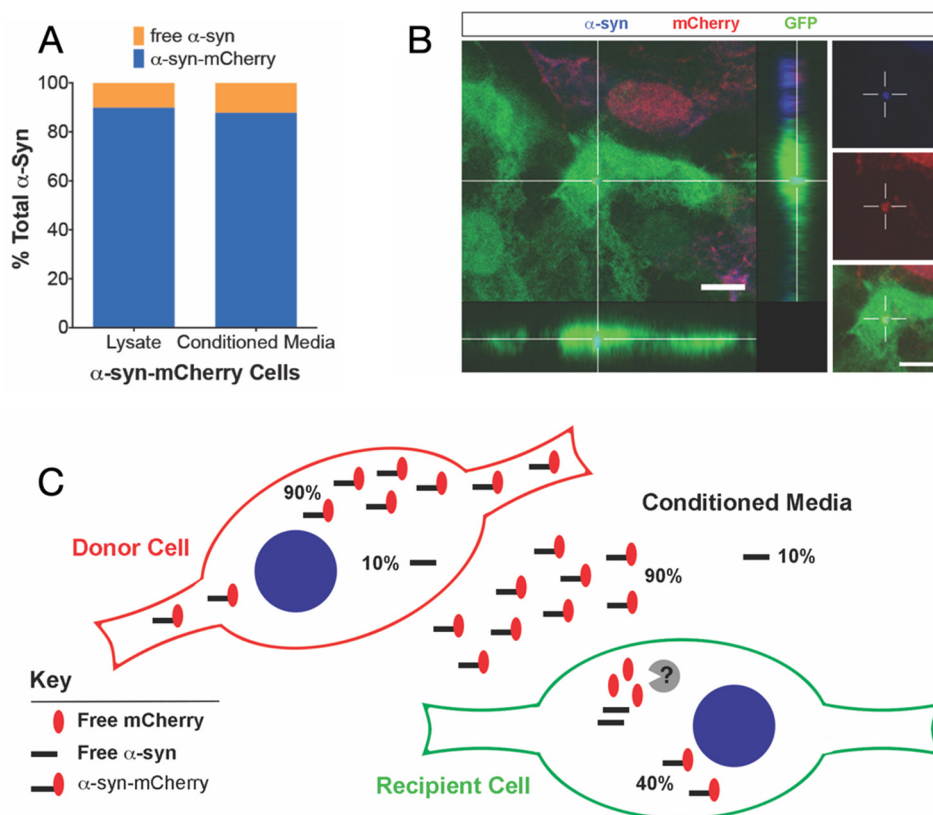 A
free α-syn
α-syn-mCherry
% Total α-Syn
100
80
60
40
20
0
Lysate
Conditioned Media
α-syn-mCherry Cells
B
α-syn mCherry GFP
C
90%
Donor Cell
10%
Conditioned Media
10%
90%
Key
Free mCherry
Free α-syn
α-syn-mCherry
?
40%
Recipient Cell